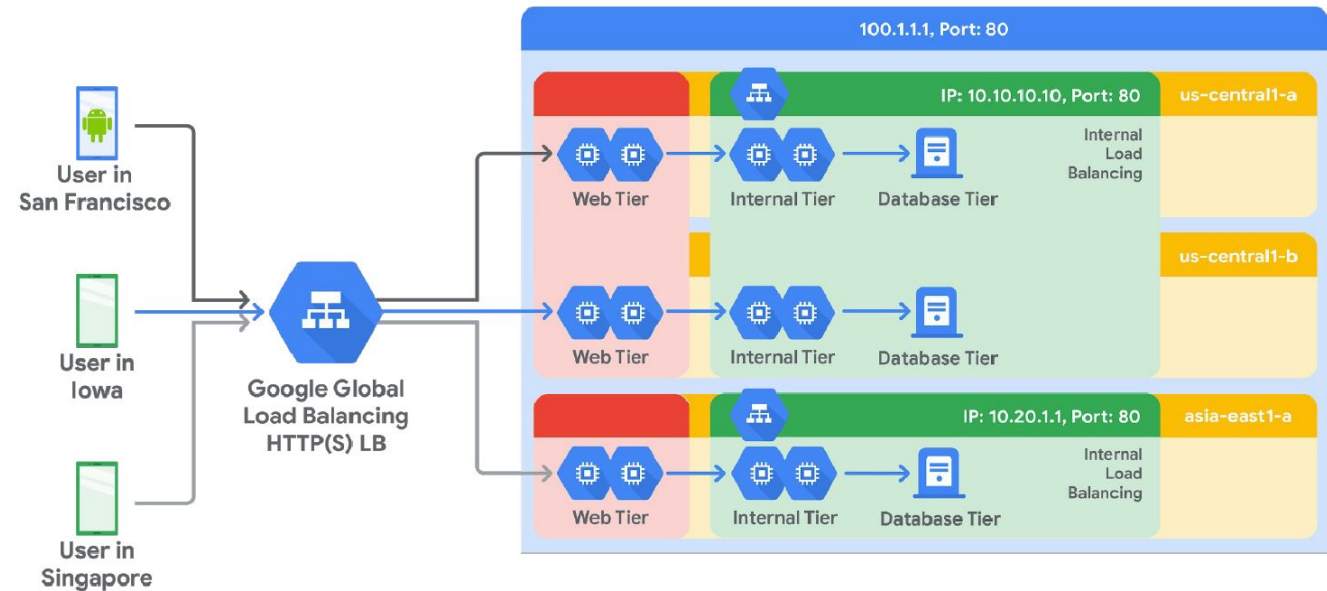 100.1.1.1, Port: 80
IP: 10.10.10.10, Port: 80
us-central1-a
User in
San Francisco
Web Tier
Internal Tier
Database Tier
Internal
Load
Balancing
us-central1-b
User in
Iowa
Google Global
Load Balancing
HTTP(S) LB
Web Tier
Internal Tier
Database Tier
IP: 10.20.1.1, Port: 80
asia-east1-a
User in
Singapore
Web Tier
Internal Tier
Database Tier
Internal
Load
Balancing